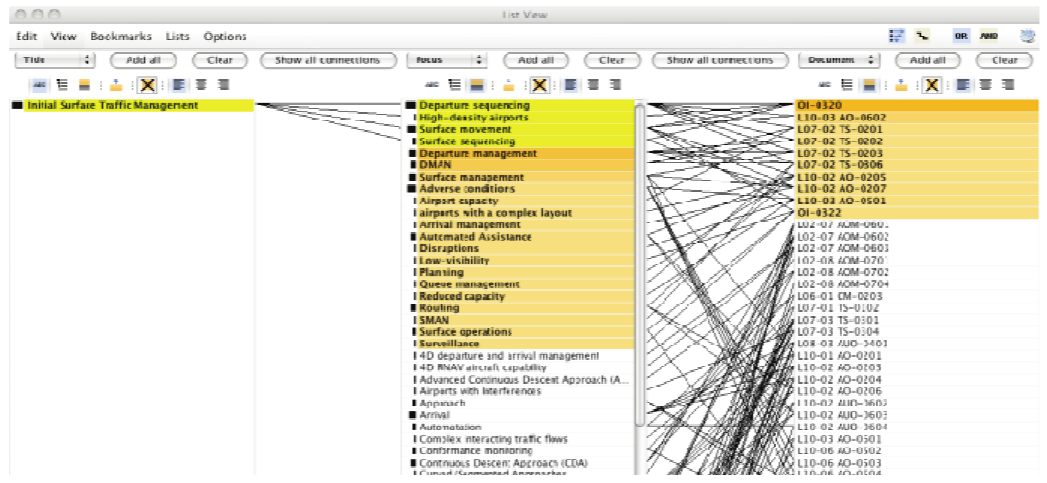 List View
Edit View Bookmarks Lists Options
OR AND
Title Add all Clear Show all connections Focus Add all Clear Show all connections Document Add all Clear
Initial Surface Traffic Management
Departure sequencing
High-density airports
Surface movement
Surface sequencing
Departure management
DMAN
Surface management
Adverse conditions
Airport capacity
airports with a complex layout
Arrival management
Automated Assistance
Disruptions
Low-visibility
Planning
Queue management
Reduced capacity
Routing
SMAN
Surface operations
Surveillance
4D departure and arrival management
4D RNAV aircraft capability
Advanced Continuous Descent Approach (A...
Airports with Interferences
Approach
Arrival
Automatation
Complex interacting traffic flows
Conformance monitoring
Continuous Descent Approach (CDA)
Curved/Segmented Approaches
OI-0320
L10-03 AO-0602
L07-02 TS-0201
L07-02 TS-0202
L07-02 TS-0203
L07-02 TS-0306
L10-02 AO-0205
L10-02 AO-0207
L10-03 AO-0501
OI-0322
L02-07 AOM-0601
L02-07 AOM-0602
L02-07 AOM-0603
L02-08 AOM-0701
L02-08 AOM-0702
L02-08 AOM-0704
L06-01 CM-0203
L07-01 TS-0102
L07-03 TS-0301
L07-03 TS-0304
L08-03 AUO-0401
L10-01 AO-0201
L10-02 AO-0203
L10-02 AO-0204
L10-02 AO-0206
L10-02 AUO-0602
L10-02 AUO-0603
L10-02 AUO-0604
L10-03 AO-0501
L10-06 AO-0502
L10-06 AO-0503
L10-06 AO-0504